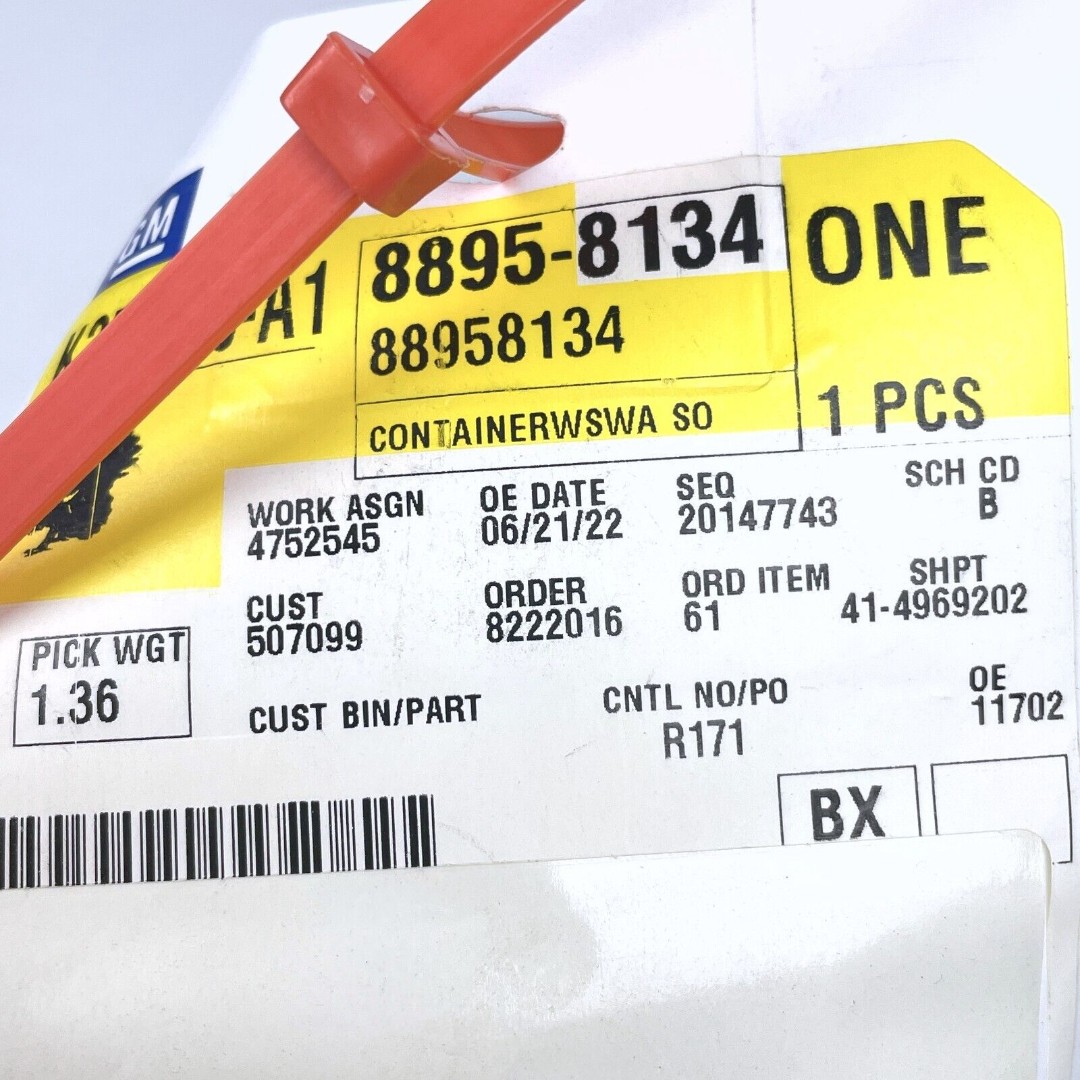 GM
A1
8895-8134
ONE
88958134
CONTAINERWSWA SO
1 PCS
WORK ASGN
4752545
OE DATE
06/21/22
SEQ
20147743
SCH CD
B
CUST
507099
ORDER
8222016
ORD ITEM
61
SHPT
41-4969202
PICK WGT
1.36
CUST BIN/PART
CNTL NO/PO
R171
OE
11702
BX